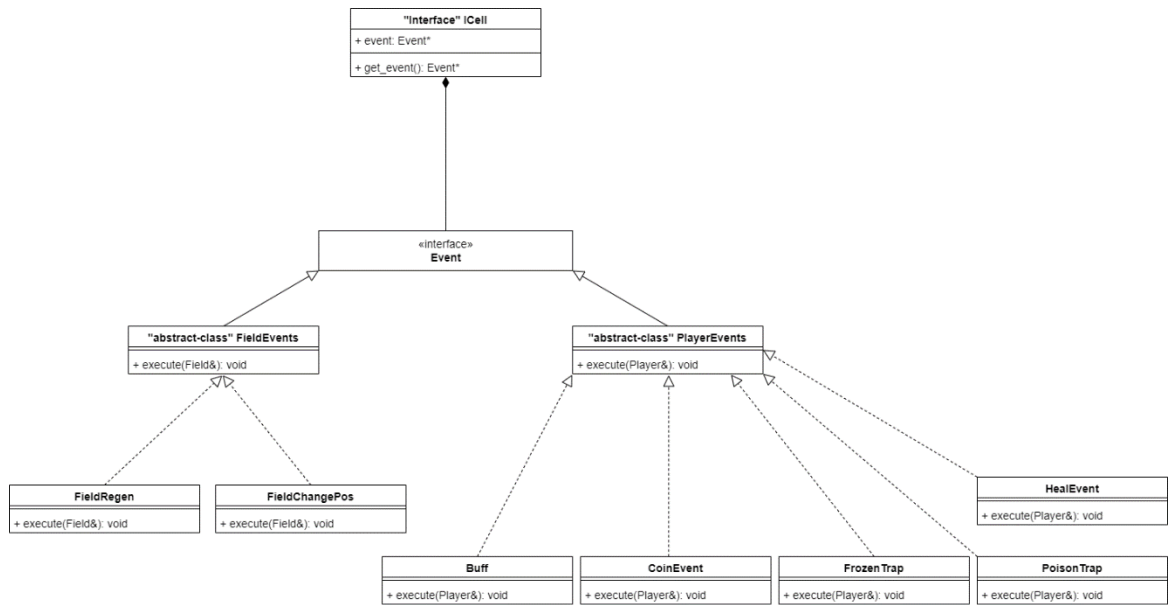 "Interface" ICell
+ event: Event*
+ get_event(): Event*
«interface»
Event
"abstract-class" FieldEvents
+ execute(Field&): void
"abstract-class" PlayerEvents
+ execute(Player&): void
FieldRegen
+ execute(Field&): void
FieldChangePos
+ execute(Field&): void
HealEvent
+ execute(Player&): void
Buff
+ execute(Player&): void
CoinEvent
+ execute(Player&): void
FrozenTrap
+ execute(Player&): void
PoisonTrap
+ execute(Player&): void